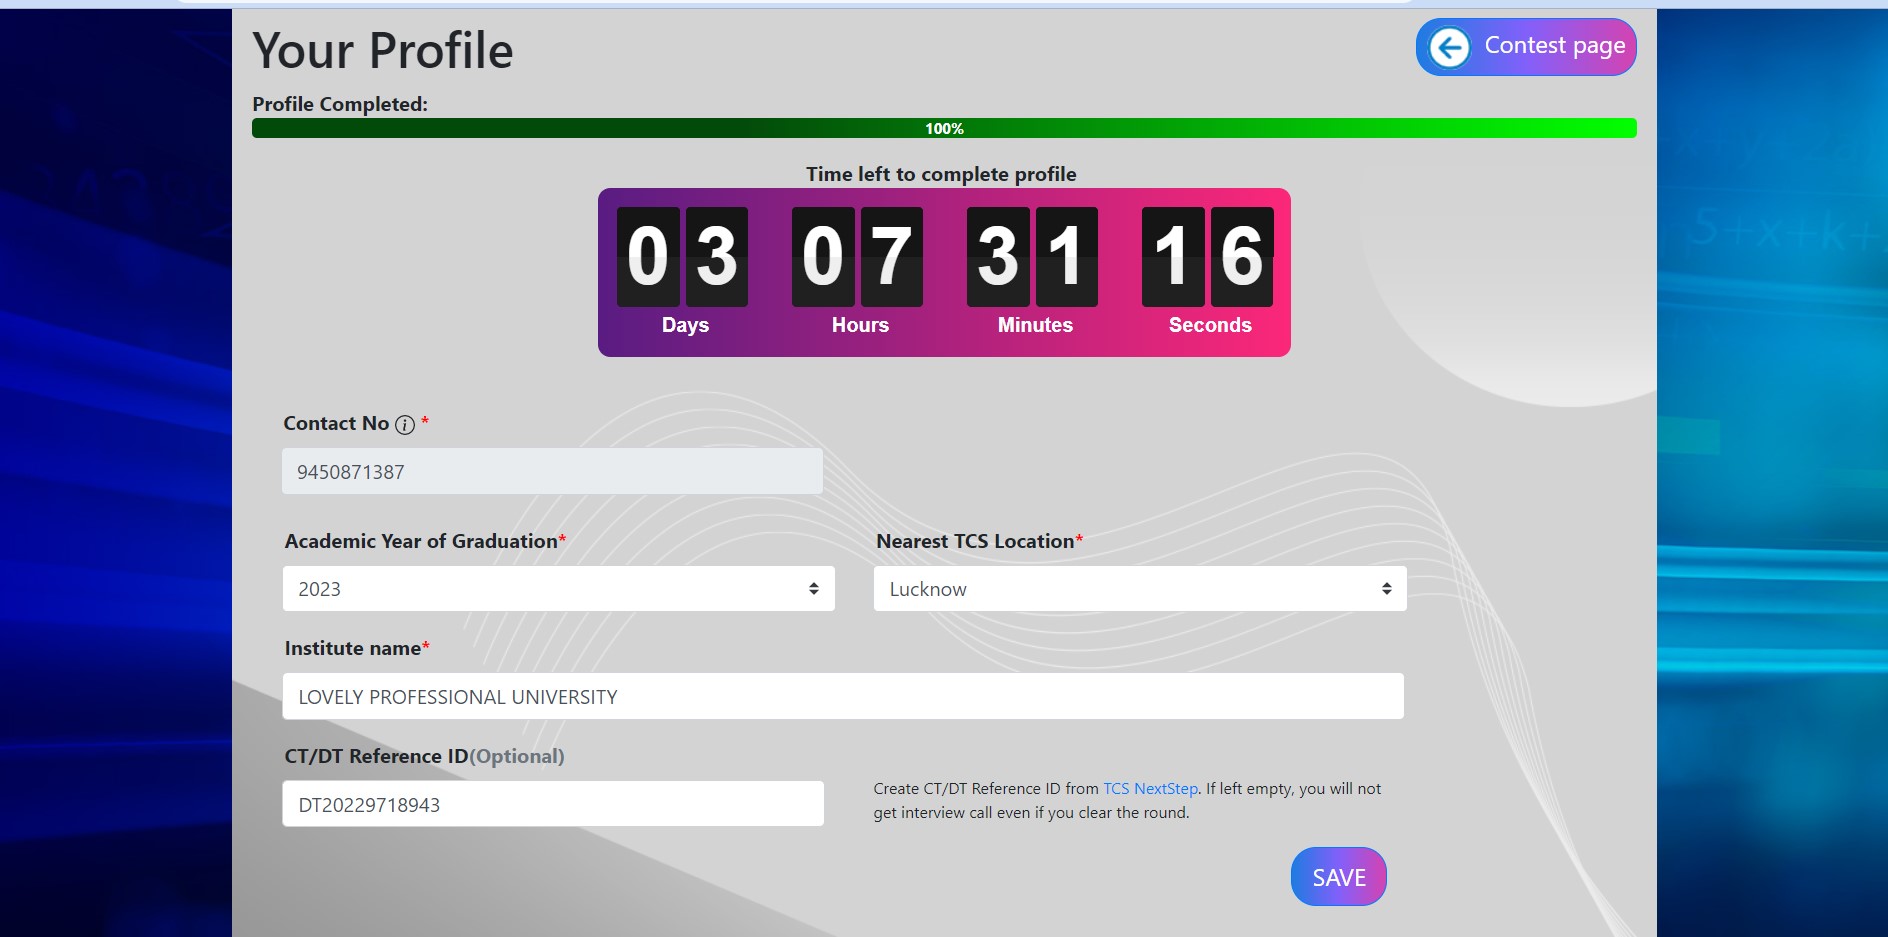 Your Profile
Contest page
Profile Completed:
100%
Time left to complete profile
03 07 31 16
Days Hours Minutes Seconds
Contact No i *
9450871387
Academic Year of Graduation* Nearest TCS Location*
2023 Lucknow
Institute name*
LOVELY PROFESSIONAL UNIVERSITY
CT/DT Reference ID(Optional)
DT20229718943
Create CT/DT Reference ID from TCS NextStep. If left empty, you will not
get interview call even if you clear the round.
SAVE
5+x+k+